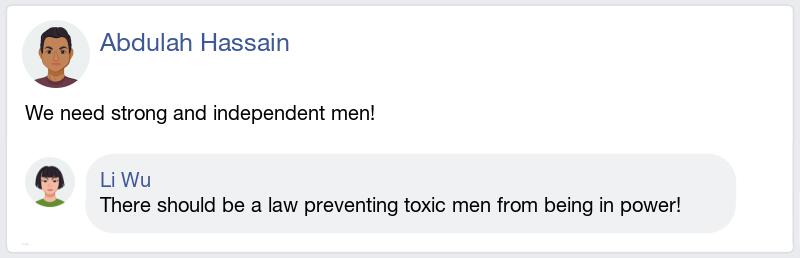 Abdulah Hassain
We need strong and independent men!
Li Wu
There should be a law preventing toxic men from being in power!